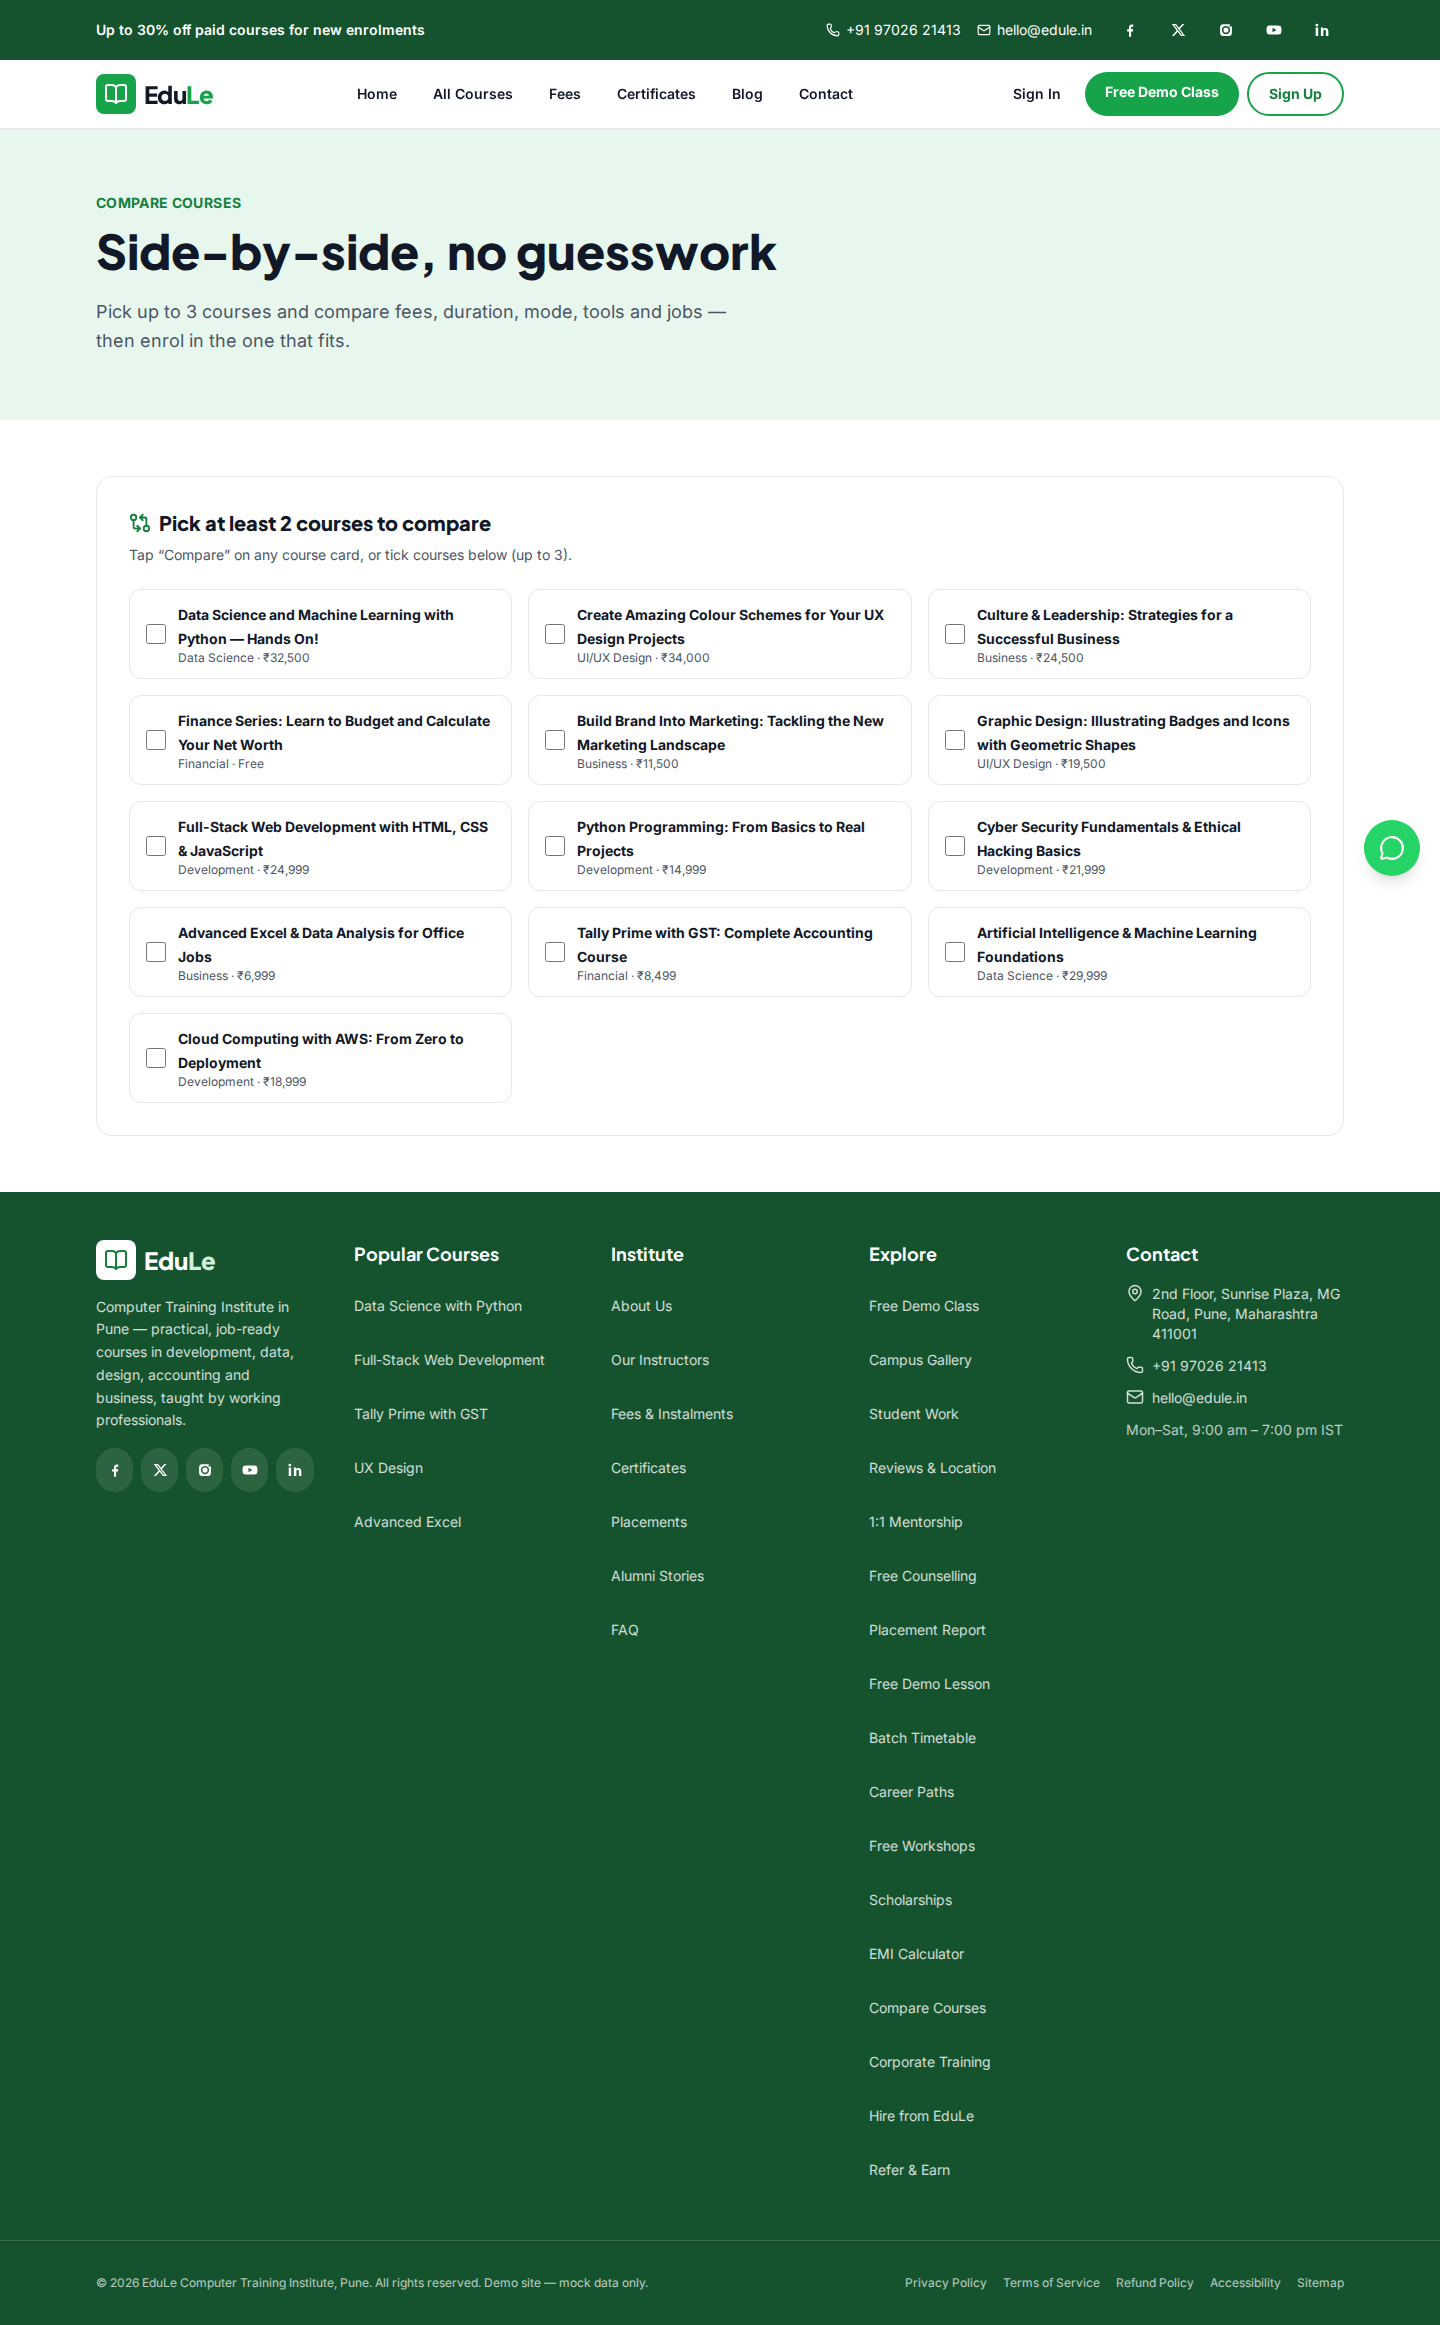 Up to 30% off paid courses for new enrolments
+91 97026 21413
hello@edule.in
EduLe
Home
All Courses
Fees
Certificates
Blog
Contact
Sign In
Free Demo Class
Sign Up
COMPARE COURSES
Side-by-side, no guesswork
Pick up to 3 courses and compare fees, duration, mode, tools and jobs —
then enrol in the one that fits.
Pick at least 2 courses to compare
Tap “Compare” on any course card, or tick courses below (up to 3).
Data Science and Machine Learning with
Python — Hands On!
Data Science · ₹32,500
Create Amazing Colour Schemes for Your UX
Design Projects
UI/UX Design · ₹34,000
Culture & Leadership: Strategies for a
Successful Business
Business · ₹24,500
Finance Series: Learn to Budget and Calculate
Your Net Worth
Financial · Free
Build Brand Into Marketing: Tackling the New
Marketing Landscape
Business · ₹11,500
Graphic Design: Illustrating Badges and Icons
with Geometric Shapes
UI/UX Design · ₹19,500
Full-Stack Web Development with HTML, CSS
& JavaScript
Development · ₹24,999
Python Programming: From Basics to Real
Projects
Development · ₹14,999
Cyber Security Fundamentals & Ethical
Hacking Basics
Development · ₹21,999
Advanced Excel & Data Analysis for Office
Jobs
Business · ₹6,999
Tally Prime with GST: Complete Accounting
Course
Financial · ₹8,499
Artificial Intelligence & Machine Learning
Foundations
Data Science · ₹29,999
Cloud Computing with AWS: From Zero to
Deployment
Development · ₹18,999
EduLe
Computer Training Institute in
Pune — practical, job-ready
courses in development, data,
design, accounting and
business, taught by working
professionals.
Popular Courses
Data Science with Python
Full-Stack Web Development
Tally Prime with GST
UX Design
Advanced Excel
Institute
About Us
Our Instructors
Fees & Instalments
Certificates
Placements
Alumni Stories
FAQ
Explore
Free Demo Class
Campus Gallery
Student Work
Reviews & Location
1:1 Mentorship
Free Counselling
Placement Report
Free Demo Lesson
Batch Timetable
Career Paths
Free Workshops
Scholarships
EMI Calculator
Compare Courses
Corporate Training
Hire from EduLe
Refer & Earn
Contact
2nd Floor, Sunrise Plaza, MG
Road, Pune, Maharashtra
411001
+91 97026 21413
hello@edule.in
Mon–Sat, 9:00 am – 7:00 pm IST
© 2026 EduLe Computer Training Institute, Pune. All rights reserved. Demo site — mock data only.
Privacy Policy
Terms of Service
Refund Policy
Accessibility
Sitemap